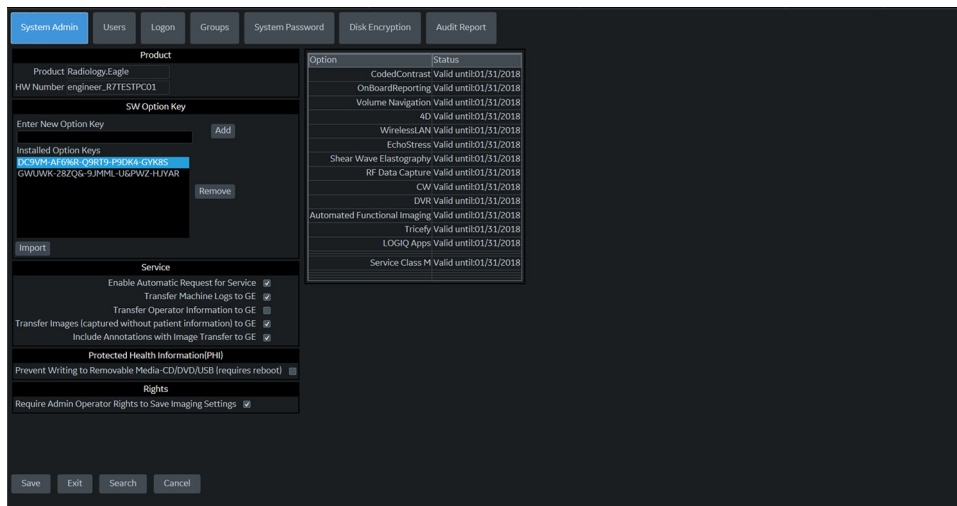 System Admin
Users
Logon
Groups
System Password
Disk Encryption
Audit Report
Product
Product Radiology.Eagle
HW Number engineer_R7TESTPC01
SW Option Key
Enter New Option Key
Add
Installed Option Keys
DC9VM-AF6%R-Q9RT9-P9DK4-GYK8S
GWUWK-28ZQ&-9JMML-U&PWZ-HJYAR
Remove
Import
Service
Enable Automatic Request for Service
Transfer Machine Logs to GE
Transfer Operator Information to GE
Transfer Images (captured without patient information) to GE
Include Annotations with Image Transfer to GE
Protected Health Information(PHI)
Prevent Writing to Removable Media-CD/DVD/USB (requires reboot)
Rights
Require Admin Operator Rights to Save Imaging Settings
Option Status
CodedContrast Valid until:01/31/2018
OnBoardReporting Valid until:01/31/2018
Volume Navigation Valid until:01/31/2018
4D Valid until:01/31/2018
WirelessLAN Valid until:01/31/2018
EchoStress Valid until:01/31/2018
Shear Wave Elastography Valid until:01/31/2018
RF Data Capture Valid until:01/31/2018
CW Valid until:01/31/2018
DVR Valid until:01/31/2018
Automated Functional Imaging Valid until:01/31/2018
Tricefy Valid until:01/31/2018
LOGIQ Apps Valid until:01/31/2018
Service Class M Valid until:01/31/2018
Save
Exit
Search
Cancel